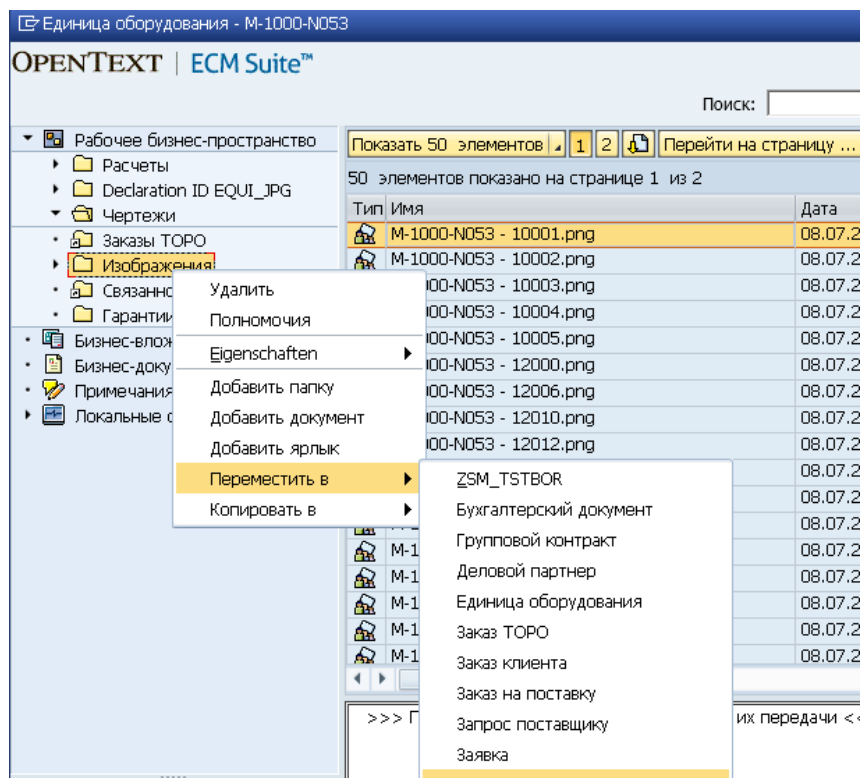 Единица оборудования - M-1000-N053
OPENTEXT | ECM Suite™
Поиск:
Рабочее бизнес-пространство
Расчеты
Declaration ID EQUI_JPG
Чертежи
Заказы ТОРО
Изображения
Связанно
Гарантии
Бизнес-влож
Бизнес-доку
Примечания
Локальные
Показать 50 элементов 1 2 Перейти на страницу ...
50 элементов показано на странице 1 из 2
Тип Имя Дата
M-1000-N053 - 10001.png 08.07.2
M-1000-N053 - 10002.png 08.07.2
00-N053 - 10003.png 08.07.2
00-N053 - 10004.png 08.07.2
00-N053 - 10005.png 08.07.2
00-N053 - 12000.png 08.07.2
00-N053 - 12006.png 08.07.2
00-N053 - 12010.png 08.07.2
00-N053 - 12012.png 08.07.2
08.07.2
08.07.2
08.07.2
M-1 08.07.2
M-1 08.07.2
M-1 08.07.2
M-1 08.07.2
M-1 08.07.2
Удалить
Полномочия
Eigenschaften
Добавить папку
Добавить документ
Добавить ярлык
Переместить в
Копировать в
ZSM_TSTBOR
Бухгалтерский документ
Групповой контракт
Деловой партнер
Единица оборудования
Заказ ТОРО
Заказ клиента
Заказ на поставку
Запрос поставщику
Заявка
>>> П их передачи <<